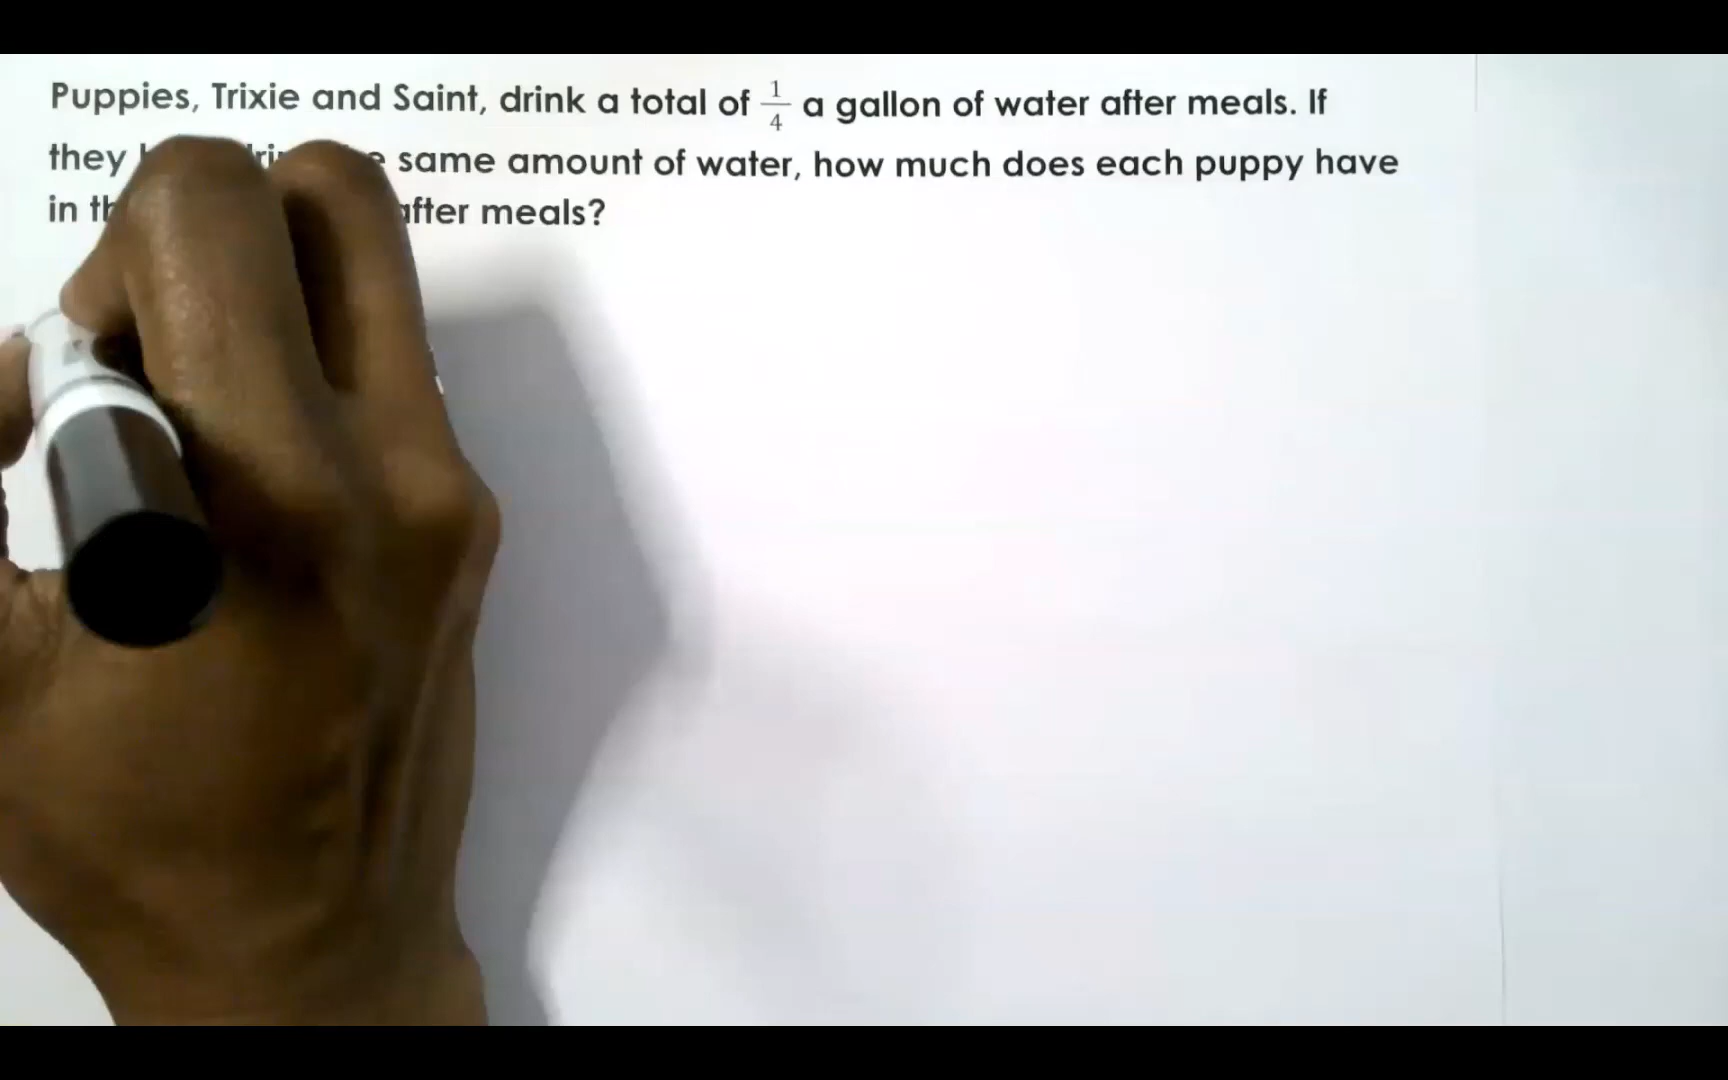 Puppies, Trixie and Saint, drink a total of 1/4 a gallon of water after meals. If
they same amount of water, how much does each puppy have
in after meals?